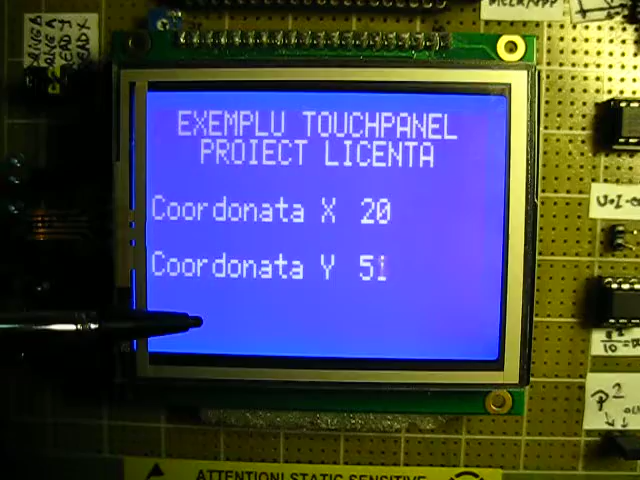 EXEMPLU TOUCHPANEL
PROIECT LICENTA
Coordonata X 20
Coordonata Y 51
ATTENTION! STATIC SENSITIVE